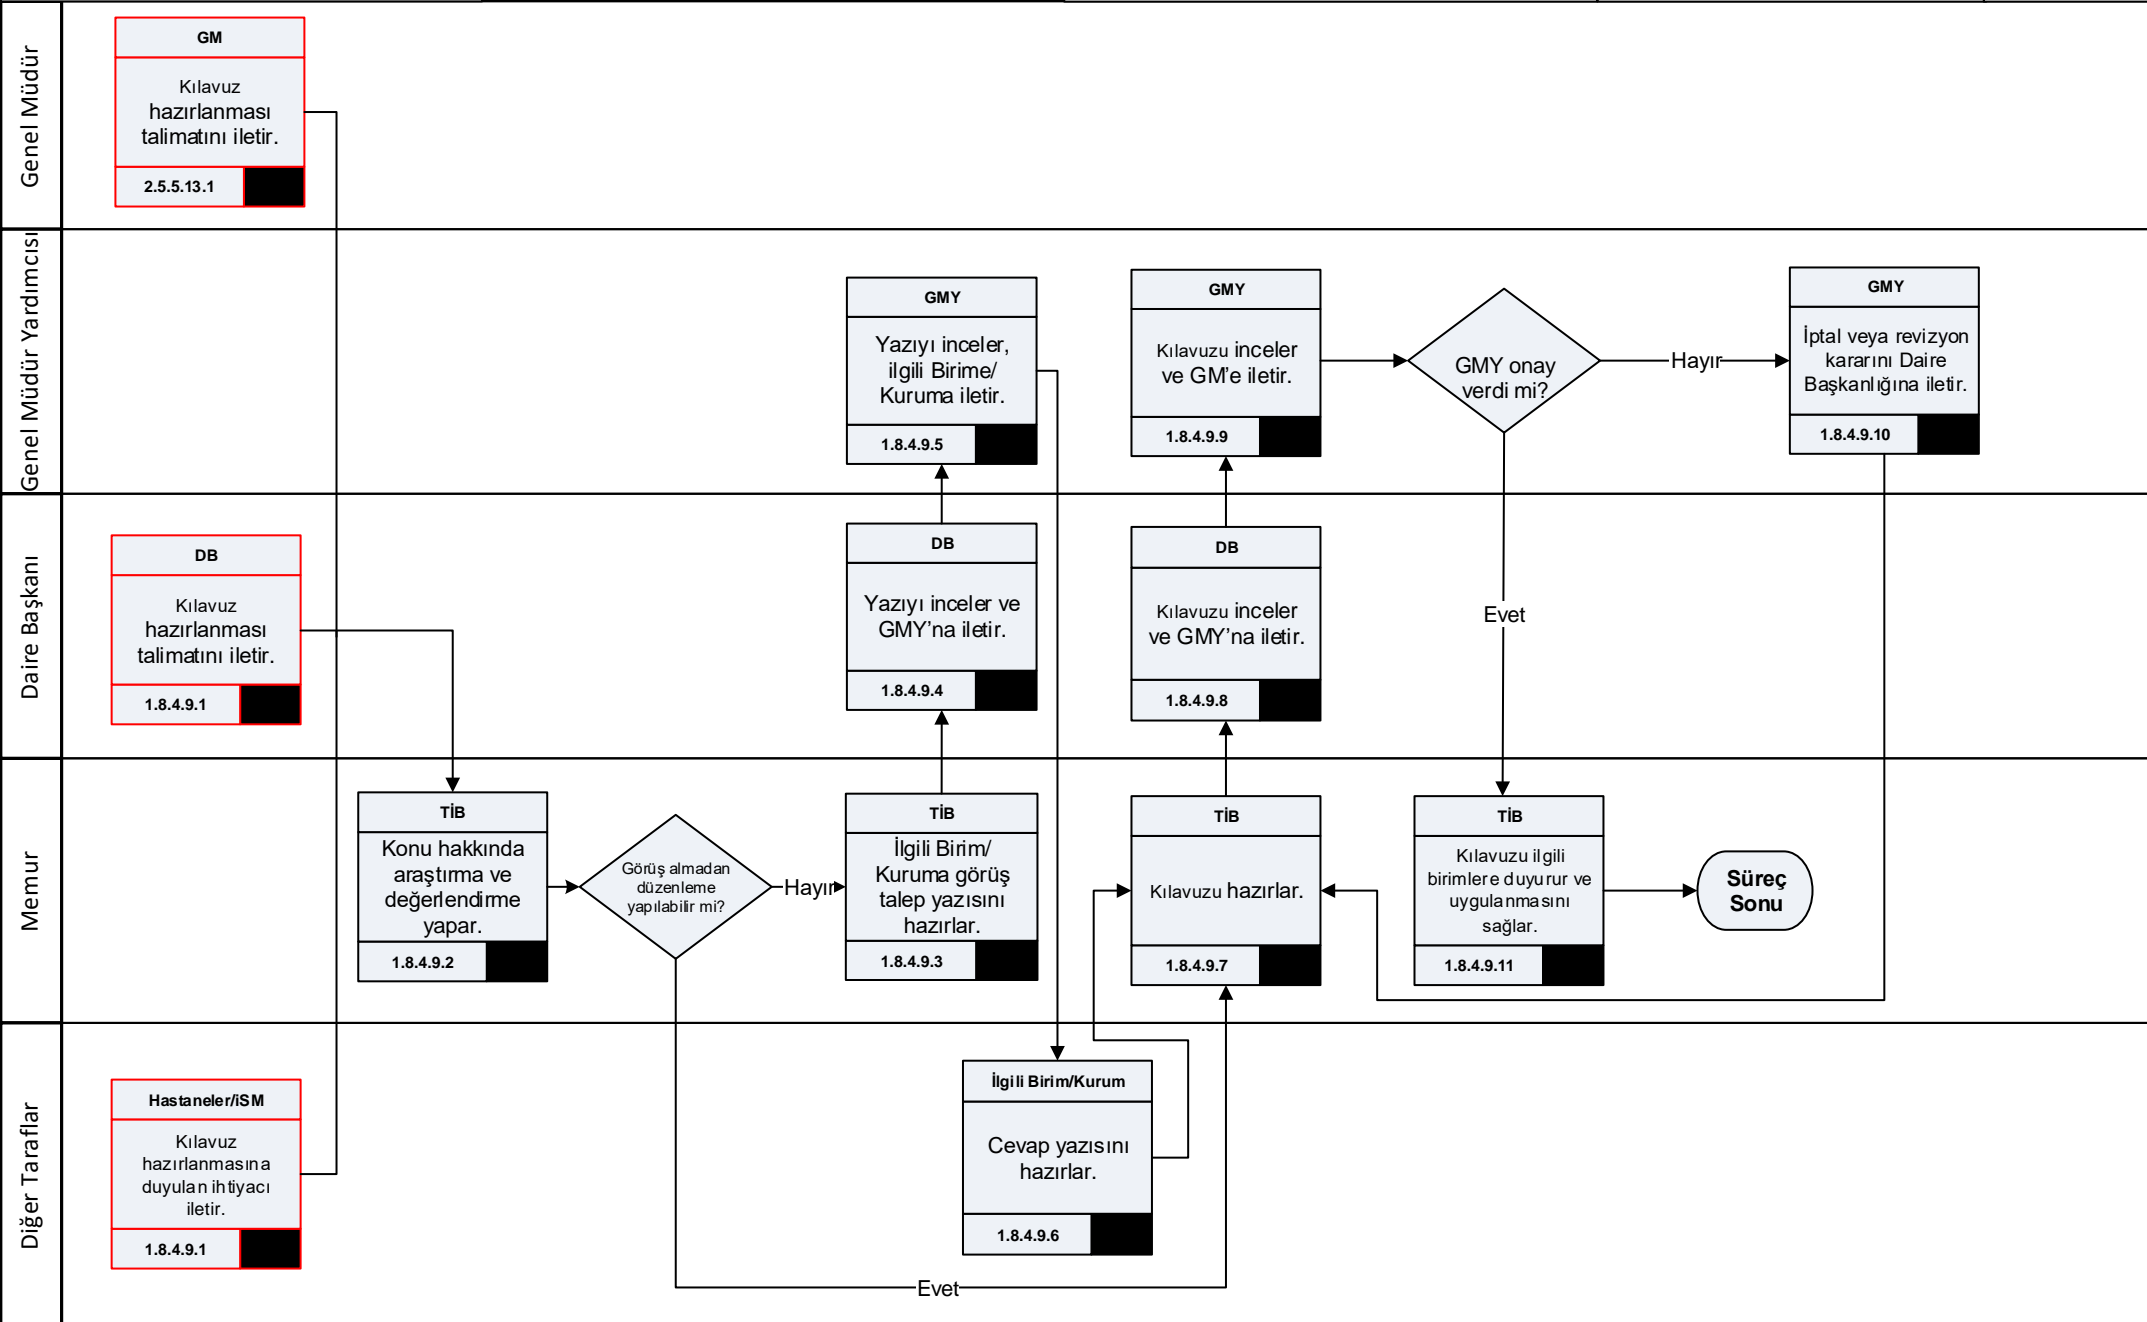 Genel Müdür
GM
Kılavuz
hazırlanması
talimatını iletir.
2.5.5.13.1
Genel Müdür Yardımcısı
GMY
Yazıyı inceler,
ilgili Birime/
Kuruma iletir.
1.8.4.9.5
GMY
Kılavuzu inceler
ve GM'e iletir.
1.8.4.9.9
GMY onay
verdi mi?
Hayır
GMY
İptal veya revizyon
kararını Daire
Başkanlığına iletir.
1.8.4.9.10
Daire Başkanı
DB
Kılavuz
hazırlanması
talimatını iletir.
1.8.4.9.1
DB
Yazıyı inceler ve
GMY'na iletir.
1.8.4.9.4
DB
Kılavuzu inceler
ve GMY'na iletir.
1.8.4.9.8
Evet
Memur
TİB
Konu hakkında
araştırma ve
değerlendirme
yapar.
1.8.4.9.2
Görüş almadan
düzenleme
yapılabilir mi?
Hayır
TİB
İlgili Birim/
Kuruma görüş
talep yazısını
hazırlar.
1.8.4.9.3
TİB
Kılavuzu hazırlar.
1.8.4.9.7
TİB
Kılavuzu ilgili
birimlere duyurur ve
uygulanmasını
sağlar.
1.8.4.9.11
Süreç
Sonu
Diğer Taraflar
Hastaneler/iSM
Kılavuz
hazırlanmasına
duyulan ihtiyacı
iletir.
1.8.4.9.1
İlgili Birim/Kurum
Cevap yazısını
hazırlar.
1.8.4.9.6
Evet